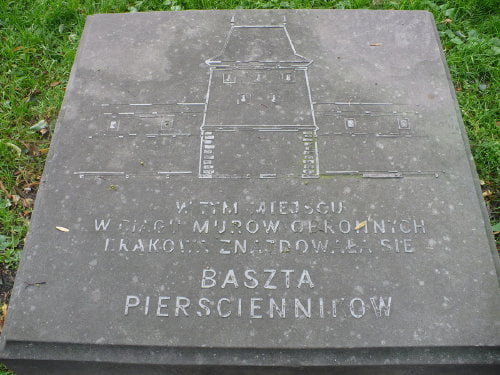 W TYM MIEJSCU
W CIĄGU MURÓW OBRONNYCH
KRAKOWA ZNAJDOWAŁA SIĘ
BASZTA
PIERŚCIENNIKÓW